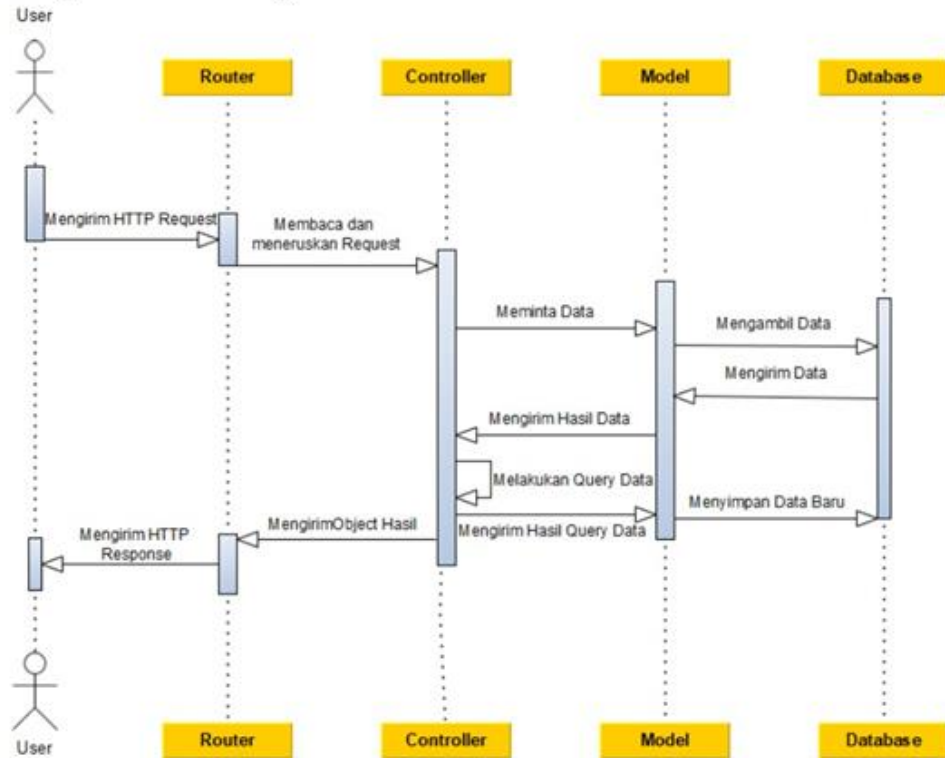 User
Router
Controller
Model
Database
Mengirim HTTP Request
Membaca dan
meneruskan Request
Meminta Data
Mengambil Data
Mengirim Data
Mengirim Hasil Data
Melakukan Query Data
Mengirim Hasil Query Data
Menyimpan Data Baru
MengirimObject Hasil
Mengirim HTTP
Response
User
Router
Controller
Model
Database